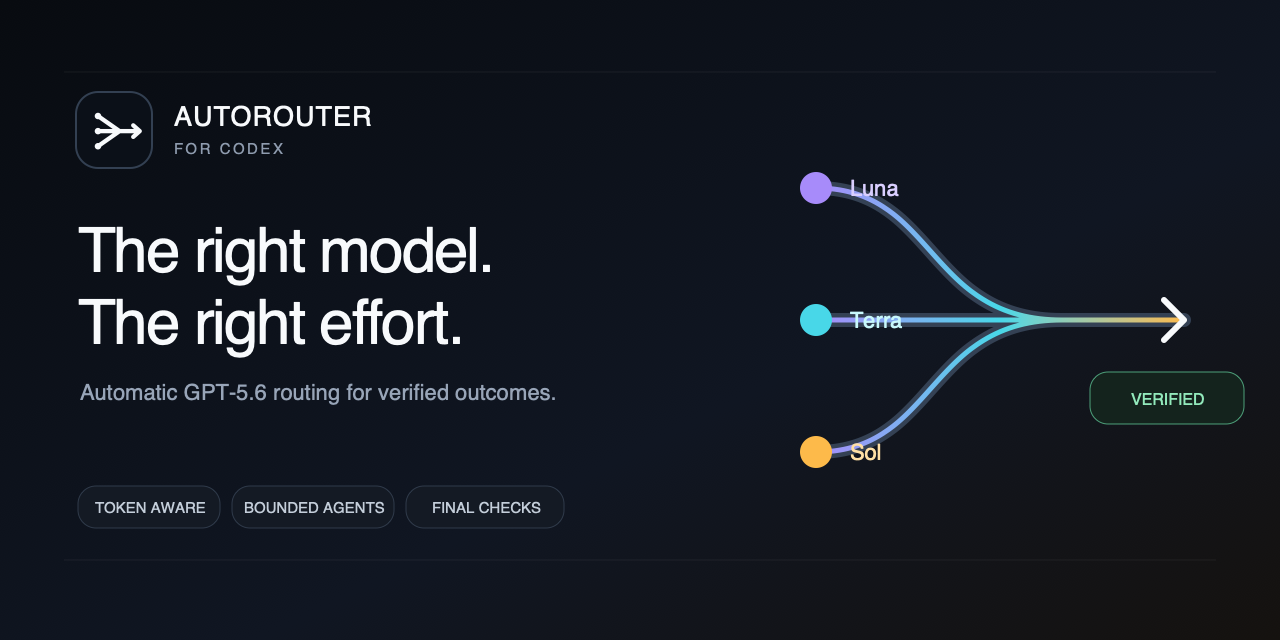 AUTOROUTER
FOR CODEX
The right model.
The right effort.
Automatic GPT-5.6 routing for verified outcomes.
TOKEN AWARE
BOUNDED AGENTS
FINAL CHECKS
Luna
Terra
Sol
VERIFIED